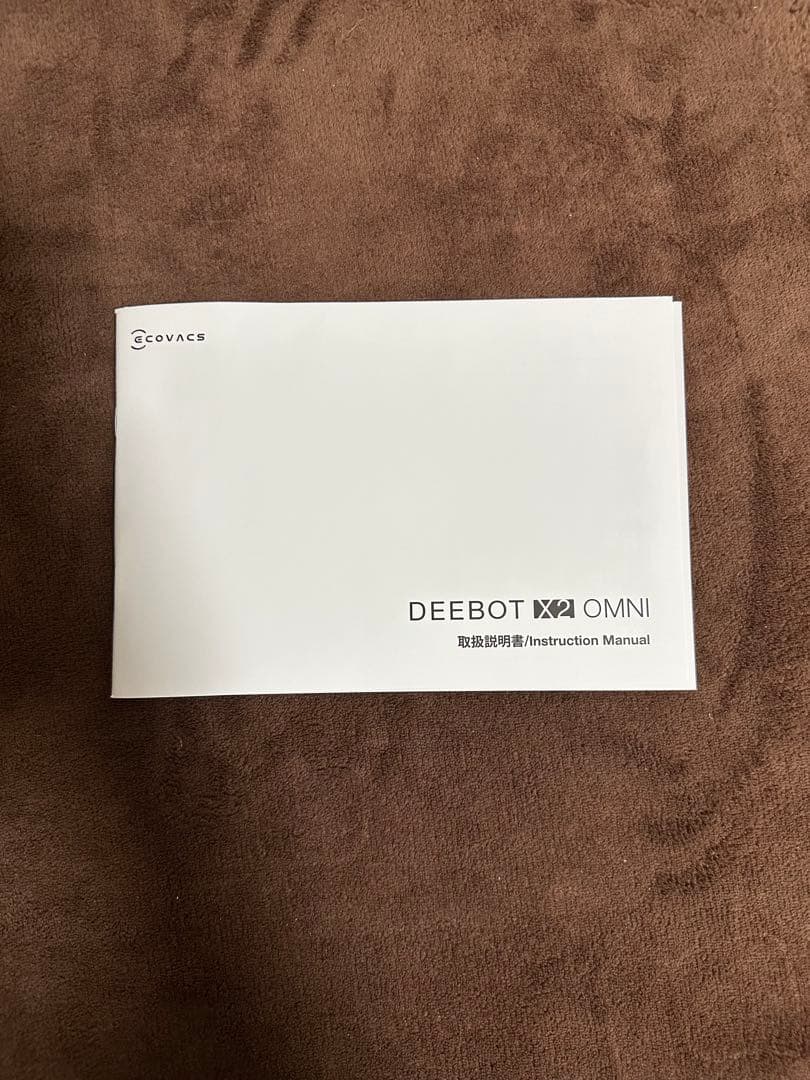 ECOVACS
DEEBOT X2 OMNI
取扱説明書/Instruction Manual